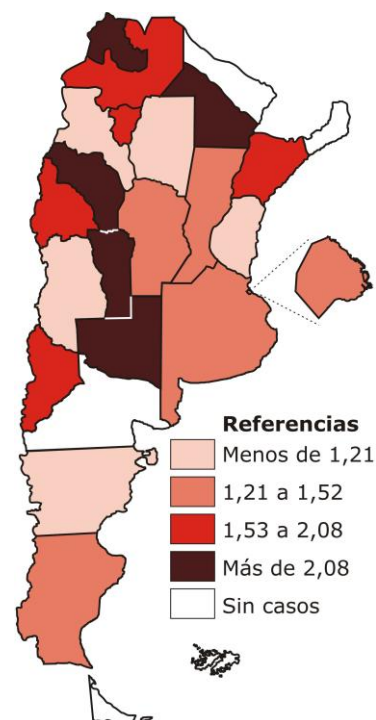 Referencias
Menos de 1,21
1,21 a 1,52
1,53 a 2,08
Más de 2,08
Sin casos